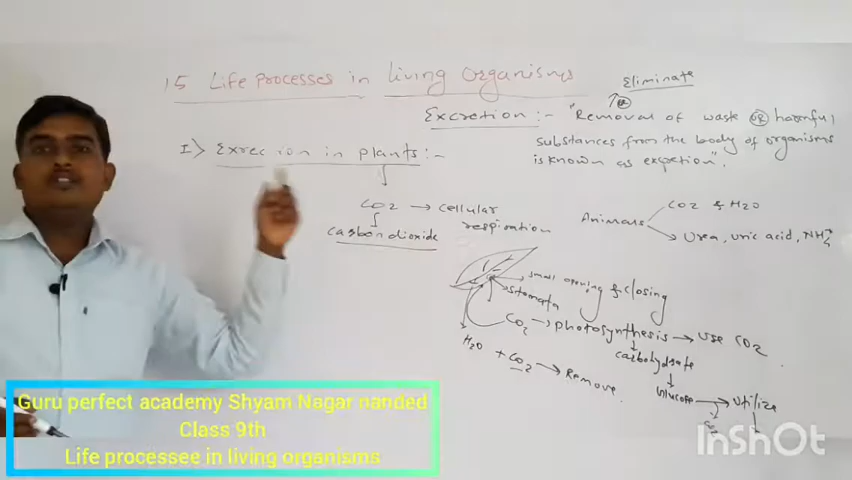 15 Life Processes in living Organisms
Eliminate
Excretion :- "Removal of waste OR harmful
substances from the body of organisms
is known as excretion".
I> Exrecion in plants :-
CO2 → cellular
respiration
carbon dioxide
Animals
CO2 & H2O
Urea, uric acid, NH4+
small opening & closing
stomata
CO2 → photosynthesis → use CO2
carbohydrate
Glucose → Utilize
H2O + CO2 → Remove
Guru perfect academy Shyam Nagar nanded
Class 9th
Life processee in living organisms
InShot